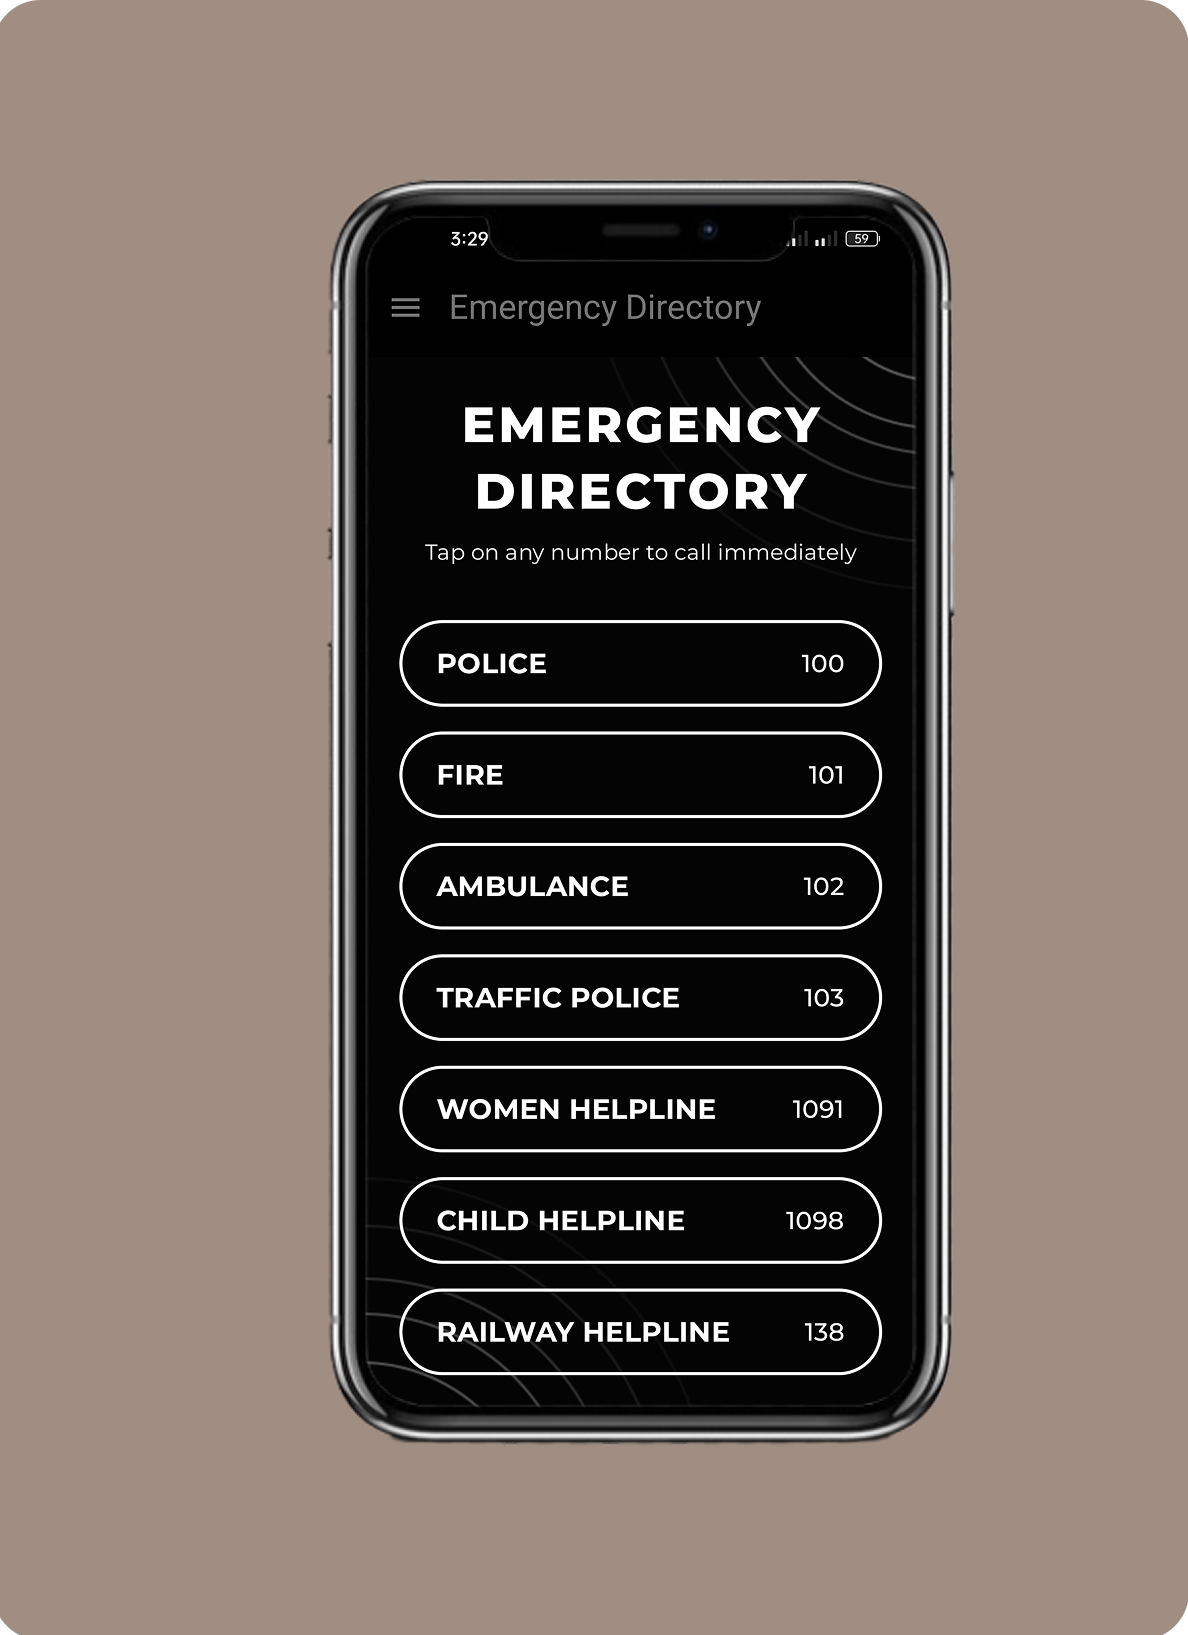 3:29 59
Emergency Directory
EMERGENCY
DIRECTORY
Tap on any number to call immediately
POLICE 100
FIRE 101
AMBULANCE 102
TRAFFIC POLICE 103
WOMEN HELPLINE 1091
CHILD HELPLINE 1098
RAILWAY HELPLINE 138